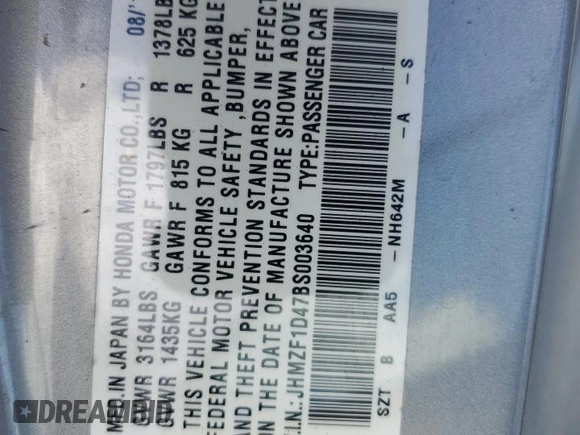 MFD. IN JAPAN BY HONDA MOTOR CO.,LTD; 08/
GVWR 3164LBS GAWR F 1797LBS R 1378LB
GVWR 1435KG GAWR F 815 KG R 625 KG
THIS VEHICLE CONFORMS TO ALL APPLICABLE
FEDERAL MOTOR VEHICLE SAFETY ,BUMPER,
AND THEFT PREVENTION STANDARDS IN EFFECT
ON THE DATE OF MANUFACTURE SHOWN ABOVE
V.I.N.: JHMZF1D47BS003640 TYPE:PASSENGER CAR
SZT B AA5 -NH642M -A -S
DREAMBID